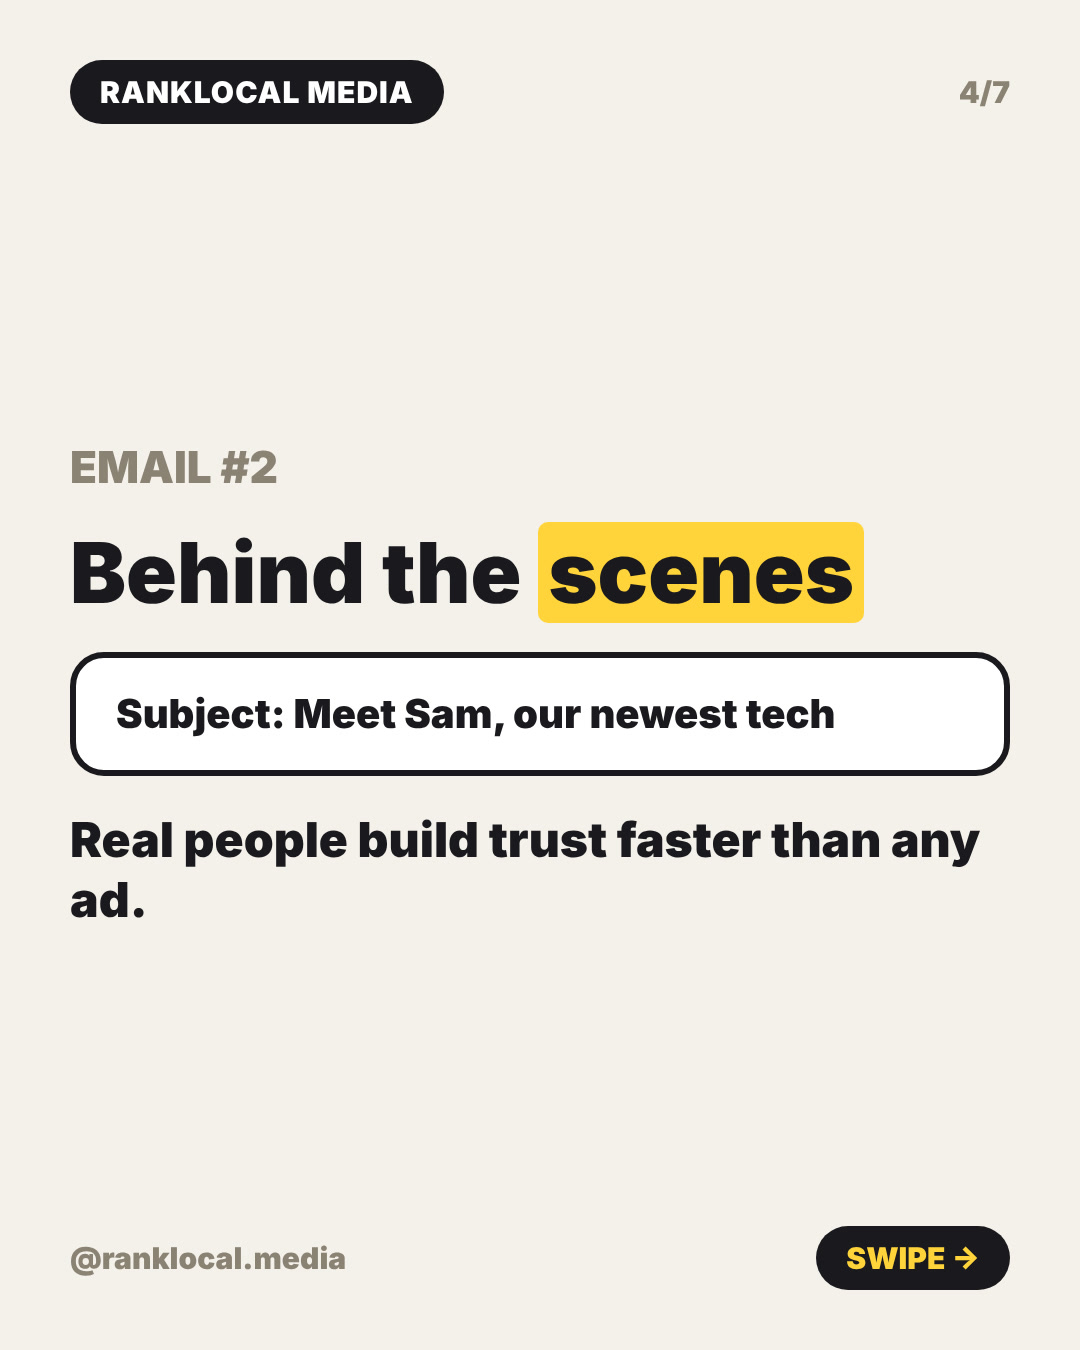 RANKLOCAL MEDIA
4/7
EMAIL #2
Behind the scenes
Subject: Meet Sam, our newest tech
Real people build trust faster than any
ad.
@ranklocal.media
SWIPE →